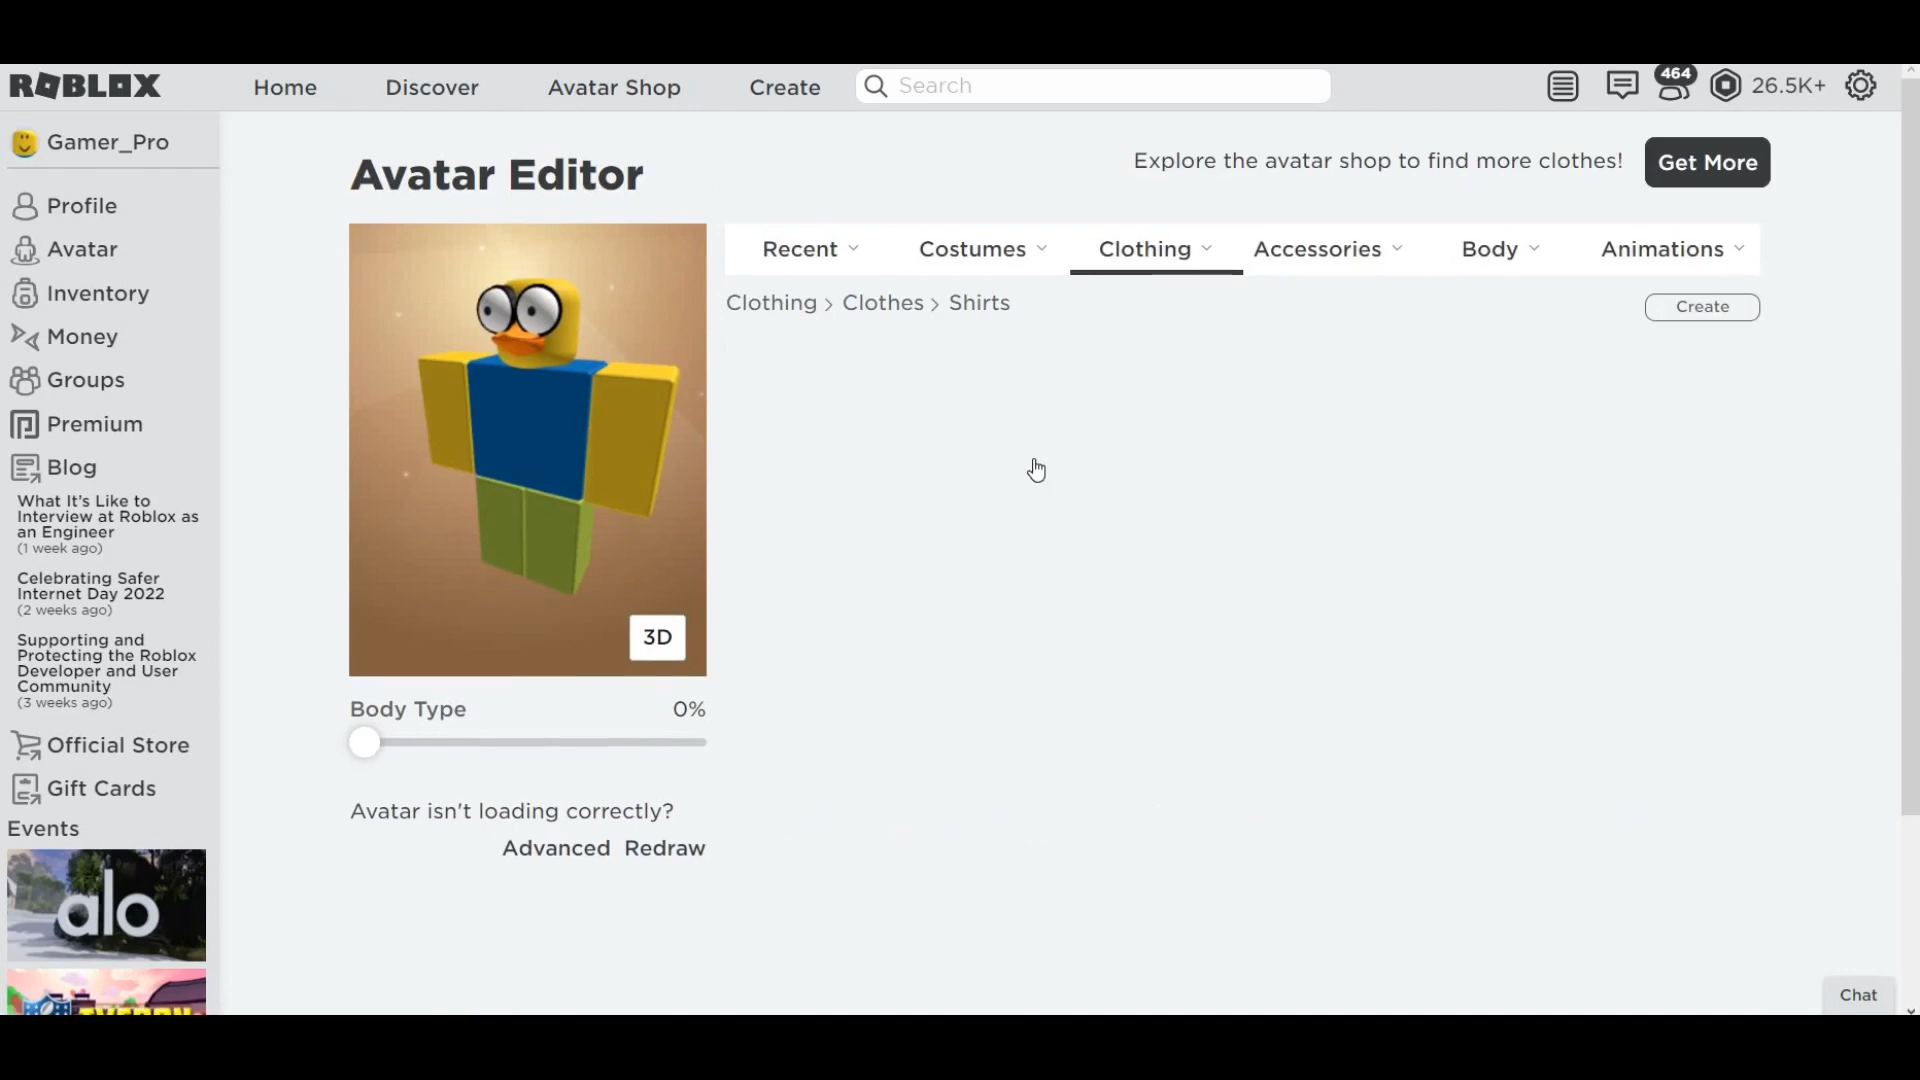 ROBLOX
Home
Discover
Avatar Shop
Create
Search
464
26.5K+
Gamer_Pro
Profile
Avatar
Inventory
Money
Groups
Premium
Blog
What It's Like to
Interview at Roblox as
an Engineer
(1 week ago)
Celebrating Safer
Internet Day 2022
(2 weeks ago)
Supporting and
Protecting the Roblox
Developer and User
Community
(3 weeks ago)
Official Store
Gift Cards
Events
alo
TYCOON
Avatar Editor
Explore the avatar shop to find more clothes!
Get More
Recent
Costumes
Clothing
Accessories
Body
Animations
Clothing > Clothes > Shirts
Create
3D
Body Type
0%
Avatar isn't loading correctly?
Advanced
Redraw
Chat